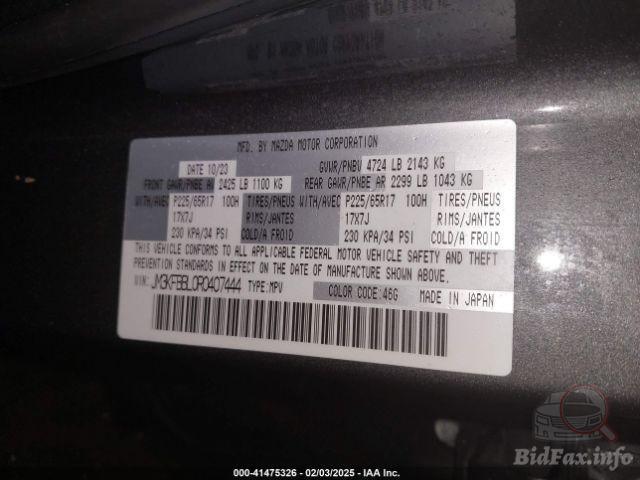 MFD. BY MAZDA MOTOR CORPORATION
DATE 10/23 GVWR/PNBV 4724 LB 2143 KG
FRONT GAWR/PNBE AV 2425 LB 1100 KG REAR GAWR/PNBE AR 2299 LB 1043 KG
WITH/AVEC P225/65R17 100H TIRES/PNEUS WITH/AVEC P225/65R17 100H TIRES/PNEUS
17X7J RIMS/JANTES 17X7J RIMS/JANTES
230 KPA/34 PSI COLD/A FROID 230 KPA/34 PSI COLD/A FROID
THIS VEHICLE CONFORMS TO ALL APPLICABLE FEDERAL MOTOR VEHICLE SAFETY AND THEFT
PREVENTION STANDARDS IN EFFECT ON THE DATE OF MANUFACTURE SHOWN ABOVE.
VIN: JM3KFBBL0R0407444 TYPE:MPV COLOR CODE:46G MADE IN JAPAN
BidFax.info
00-41475326 - 02/03/2025 - IAA Inc.